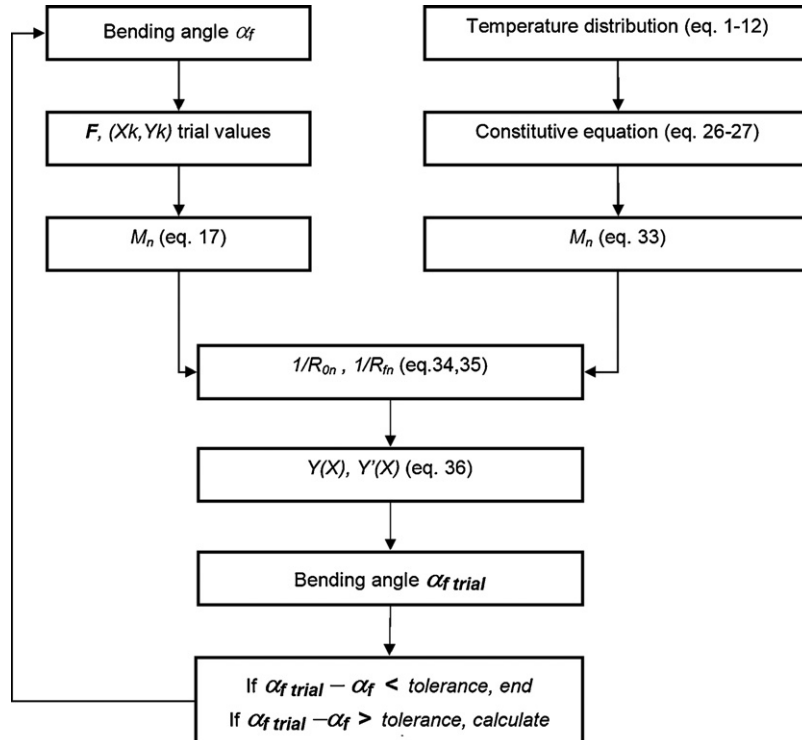 Bending angle αf
Temperature distribution (eq. 1-12)
F, (Xk,Yk) trial values
Constitutive equation (eq. 26-27)
Mn (eq. 17)
Mn (eq. 33)
1/R0n , 1/Rfn (eq.34,35)
Y(X), Y'(X) (eq. 36)
Bending angle αf trial
If αf trial – αf < tolerance, end
If αf trial –αf > tolerance, calculate